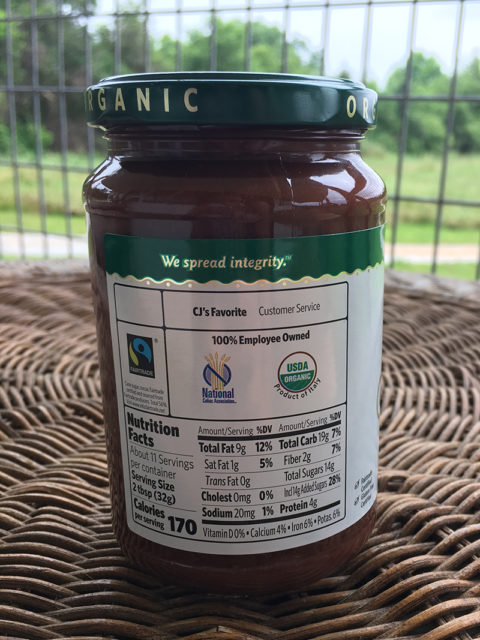 ORGANIC
OR
We spread integrity.™
CJ's Favorite Customer Service
100% Employee Owned
FAIRTRADE
National
Celiac Association
USDA
ORGANIC
Product of Italy
Nutrition
Facts
About 11 Servings
per container
Serving Size
2 tbsp (32g)
Calories
per serving 170
Amount/Serving %DV
Total Fat 9g 12%
Sat Fat 1g 5%
Trans Fat 0g
Cholest 0mg 0%
Sodium 20mg 1%
Amount/Serving %DV
Total Carb 19g 7%
Fiber 2g 7%
Total Sugars 14g
Incl 14g Added Sugars 28%
Protein 4g
Vitamin D 0% • Calcium 4% • Iron 6% • Potas. 6%